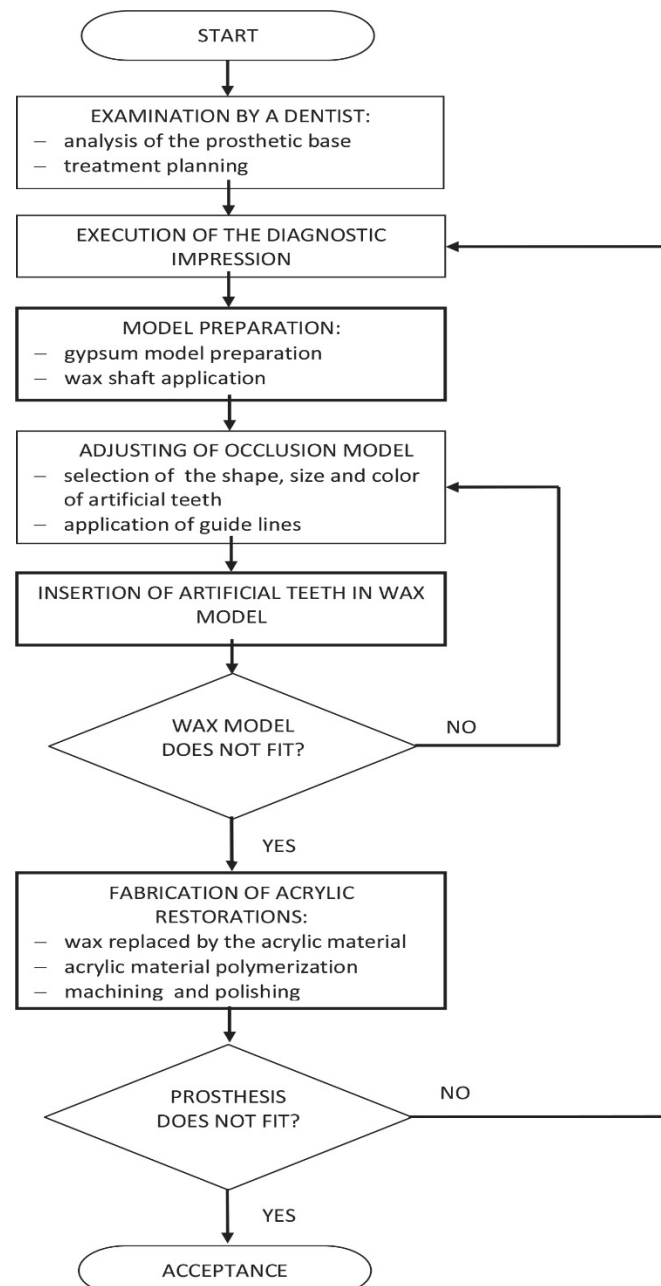 START
EXAMINATION BY A DENTIST:
– analysis of the prosthetic base
– treatment planning
EXECUTION OF THE DIAGNOSTIC
IMPRESSION
MODEL PREPARATION:
– gypsum model preparation
– wax shaft application
ADJUSTING OF OCCLUSION MODEL
– selection of the shape, size and color
of artificial teeth
– application of guide lines
INSERTION OF ARTIFICIAL TEETH IN WAX
MODEL
WAX MODEL
DOES NOT FIT?
NO
YES
FABRICATION OF ACRYLIC
RESTORATIONS:
– wax replaced by the acrylic material
– acrylic material polymerization
– machining and polishing
PROSTHESIS
DOES NOT FIT?
NO
YES
ACCEPTANCE